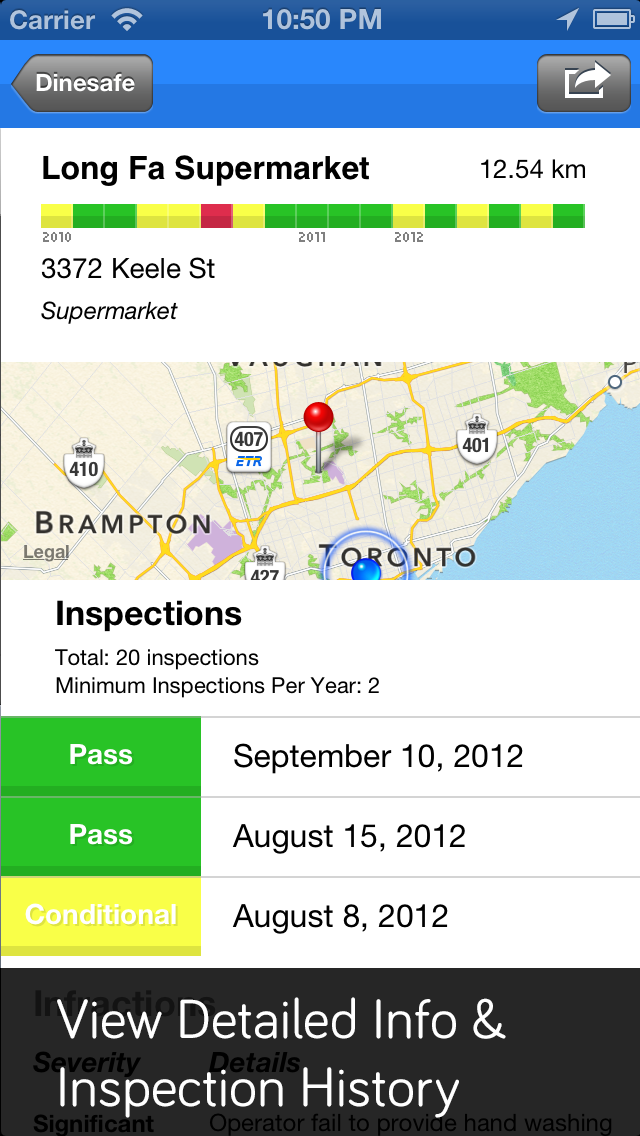 Carrier 10:50 PM
Dinesafe
Long Fa Supermarket 12.54 km
2010 2011 2012
3372 Keele St
Supermarket
VAUGHAN
407
ETR
401
410
BRAMPTON
Legal
TORONTO
427
Inspections
Total: 20 inspections
Minimum Inspections Per Year: 2
Pass September 10, 2012
Pass August 15, 2012
Conditional August 8, 2012
Infractions
View Detailed Info &
Severity Details
Inspection History
Significant Operator fail to provide hand washing